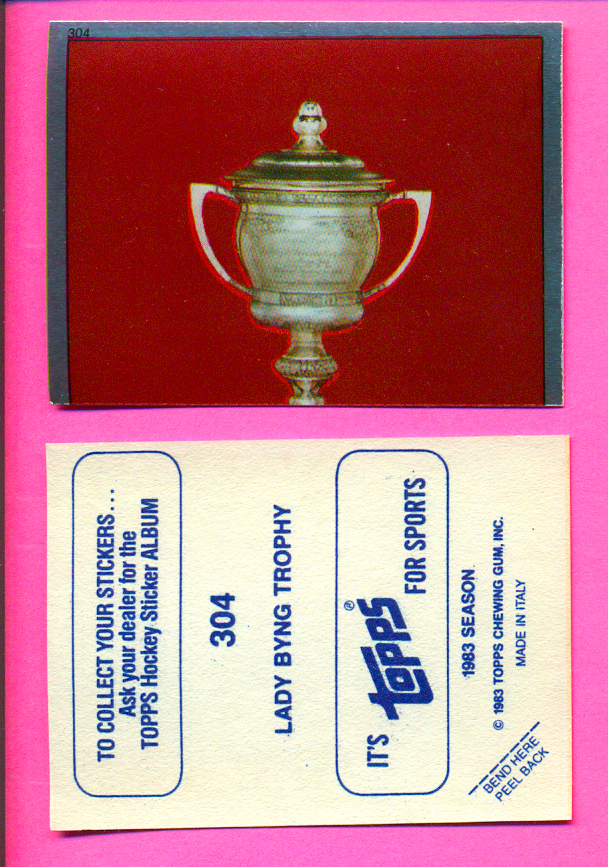 304
TO COLLECT YOUR STICKERS...
Ask your dealer for the
TOPPS Hockey Sticker ALBUM
304
LADY BYNG TROPHY
IT'S topps® FOR SPORTS
1983 SEASON
© 1983 TOPPS CHEWING GUM, INC.
MADE IN ITALY
BEND HERE
PEEL BACK